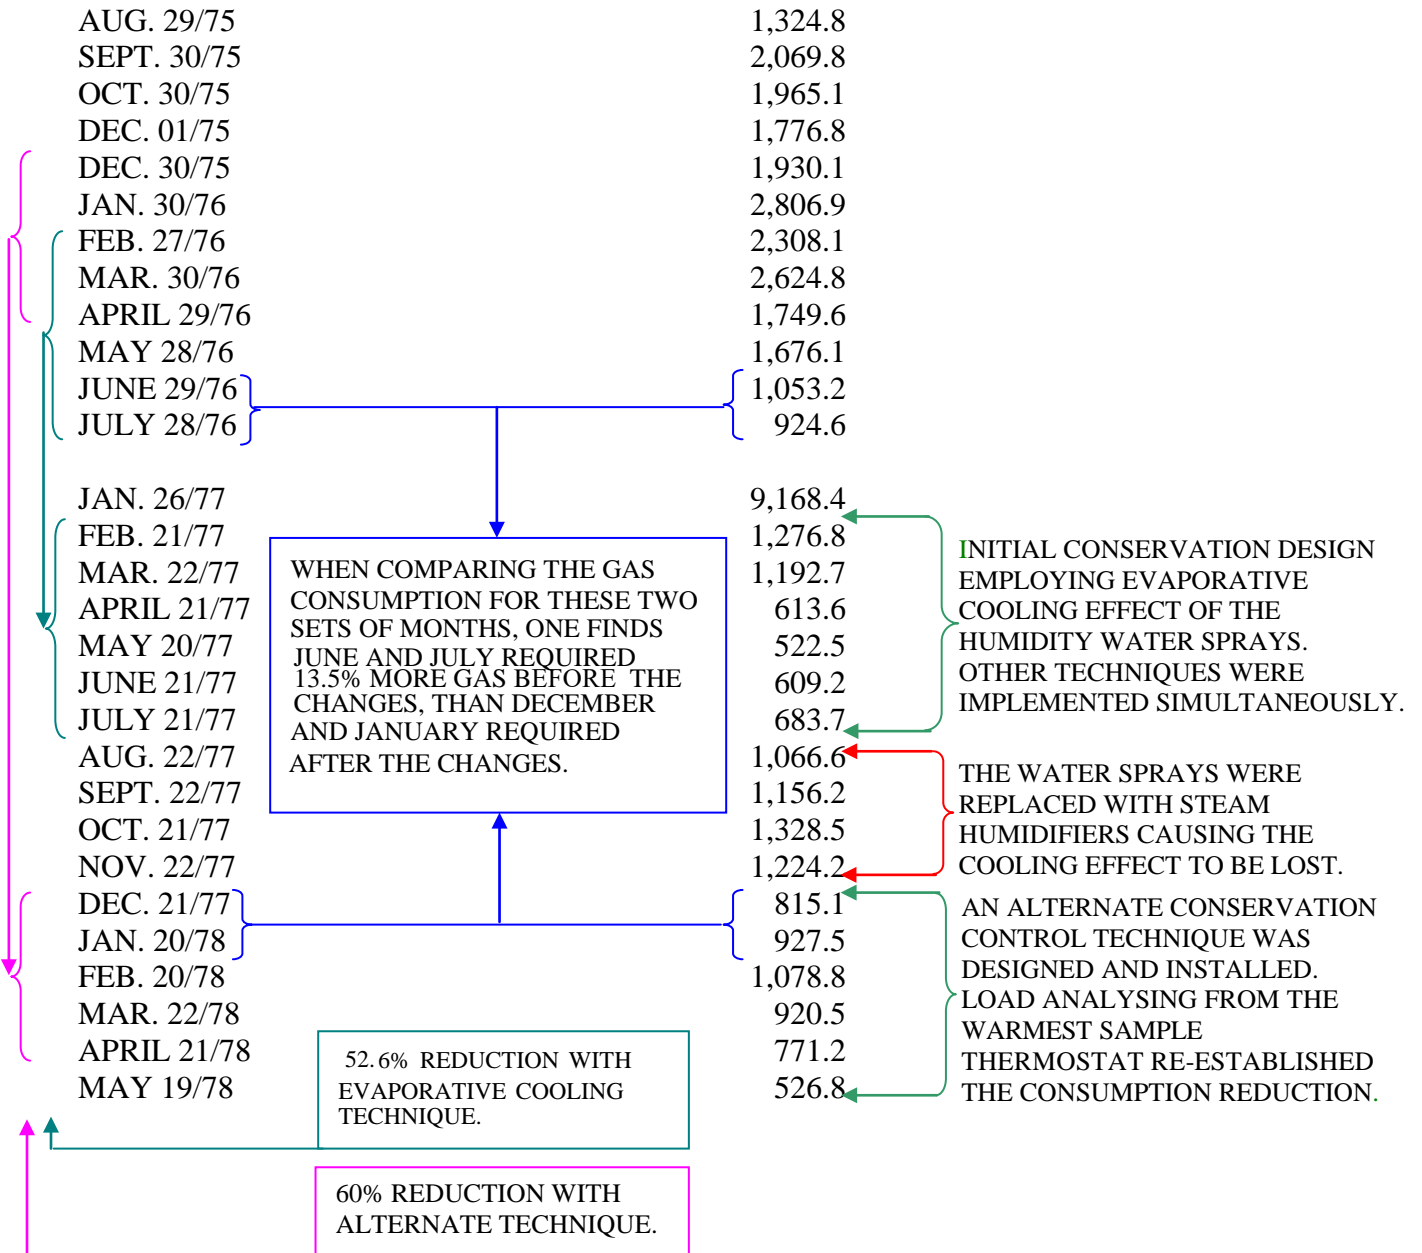 AUG. 29/75 1,324.8
SEPT. 30/75 2,069.8
OCT. 30/75 1,965.1
DEC. 01/75 1,776.8
DEC. 30/75 1,930.1
JAN. 30/76 2,806.9
FEB. 27/76 2,308.1
MAR. 30/76 2,624.8
APRIL 29/76 1,749.6
MAY 28/76 1,676.1
JUNE 29/76 1,053.2
JULY 28/76 924.6
JAN. 26/77 9,168.4
FEB. 21/77 1,276.8
MAR. 22/77 1,192.7
APRIL 21/77 613.6
MAY 20/77 522.5
JUNE 21/77 609.2
JULY 21/77 683.7
AUG. 22/77 1,066.6
SEPT. 22/77 1,156.2
OCT. 21/77 1,328.5
NOV. 22/77 1,224.2
DEC. 21/77 815.1
JAN. 20/78 927.5
FEB. 20/78 1,078.8
MAR. 22/78 920.5
APRIL 21/78 771.2
MAY 19/78 526.8
WHEN COMPARING THE GAS
CONSUMPTION FOR THESE TWO
SETS OF MONTHS, ONE FINDS
JUNE AND JULY REQUIRED
13.5% MORE GAS BEFORE THE
CHANGES, THAN DECEMBER
AND JANUARY REQUIRED
AFTER THE CHANGES.
INITIAL CONSERVATION DESIGN
EMPLOYING EVAPORATIVE
COOLING EFFECT OF THE
HUMIDITY WATER SPRAYS.
OTHER TECHNIQUES WERE
IMPLEMENTED SIMULTANEOUSLY.
THE WATER SPRAYS WERE
REPLACED WITH STEAM
HUMIDIFIERS CAUSING THE
COOLING EFFECT TO BE LOST.
AN ALTERNATE CONSERVATION
CONTROL TECHNIQUE WAS
DESIGNED AND INSTALLED.
LOAD ANALYSING FROM THE
WARMEST SAMPLE
THERMOSTAT RE-ESTABLISHED
THE CONSUMPTION REDUCTION.
52.6% REDUCTION WITH
EVAPORATIVE COOLING
TECHNIQUE.
60% REDUCTION WITH
ALTERNATE TECHNIQUE.